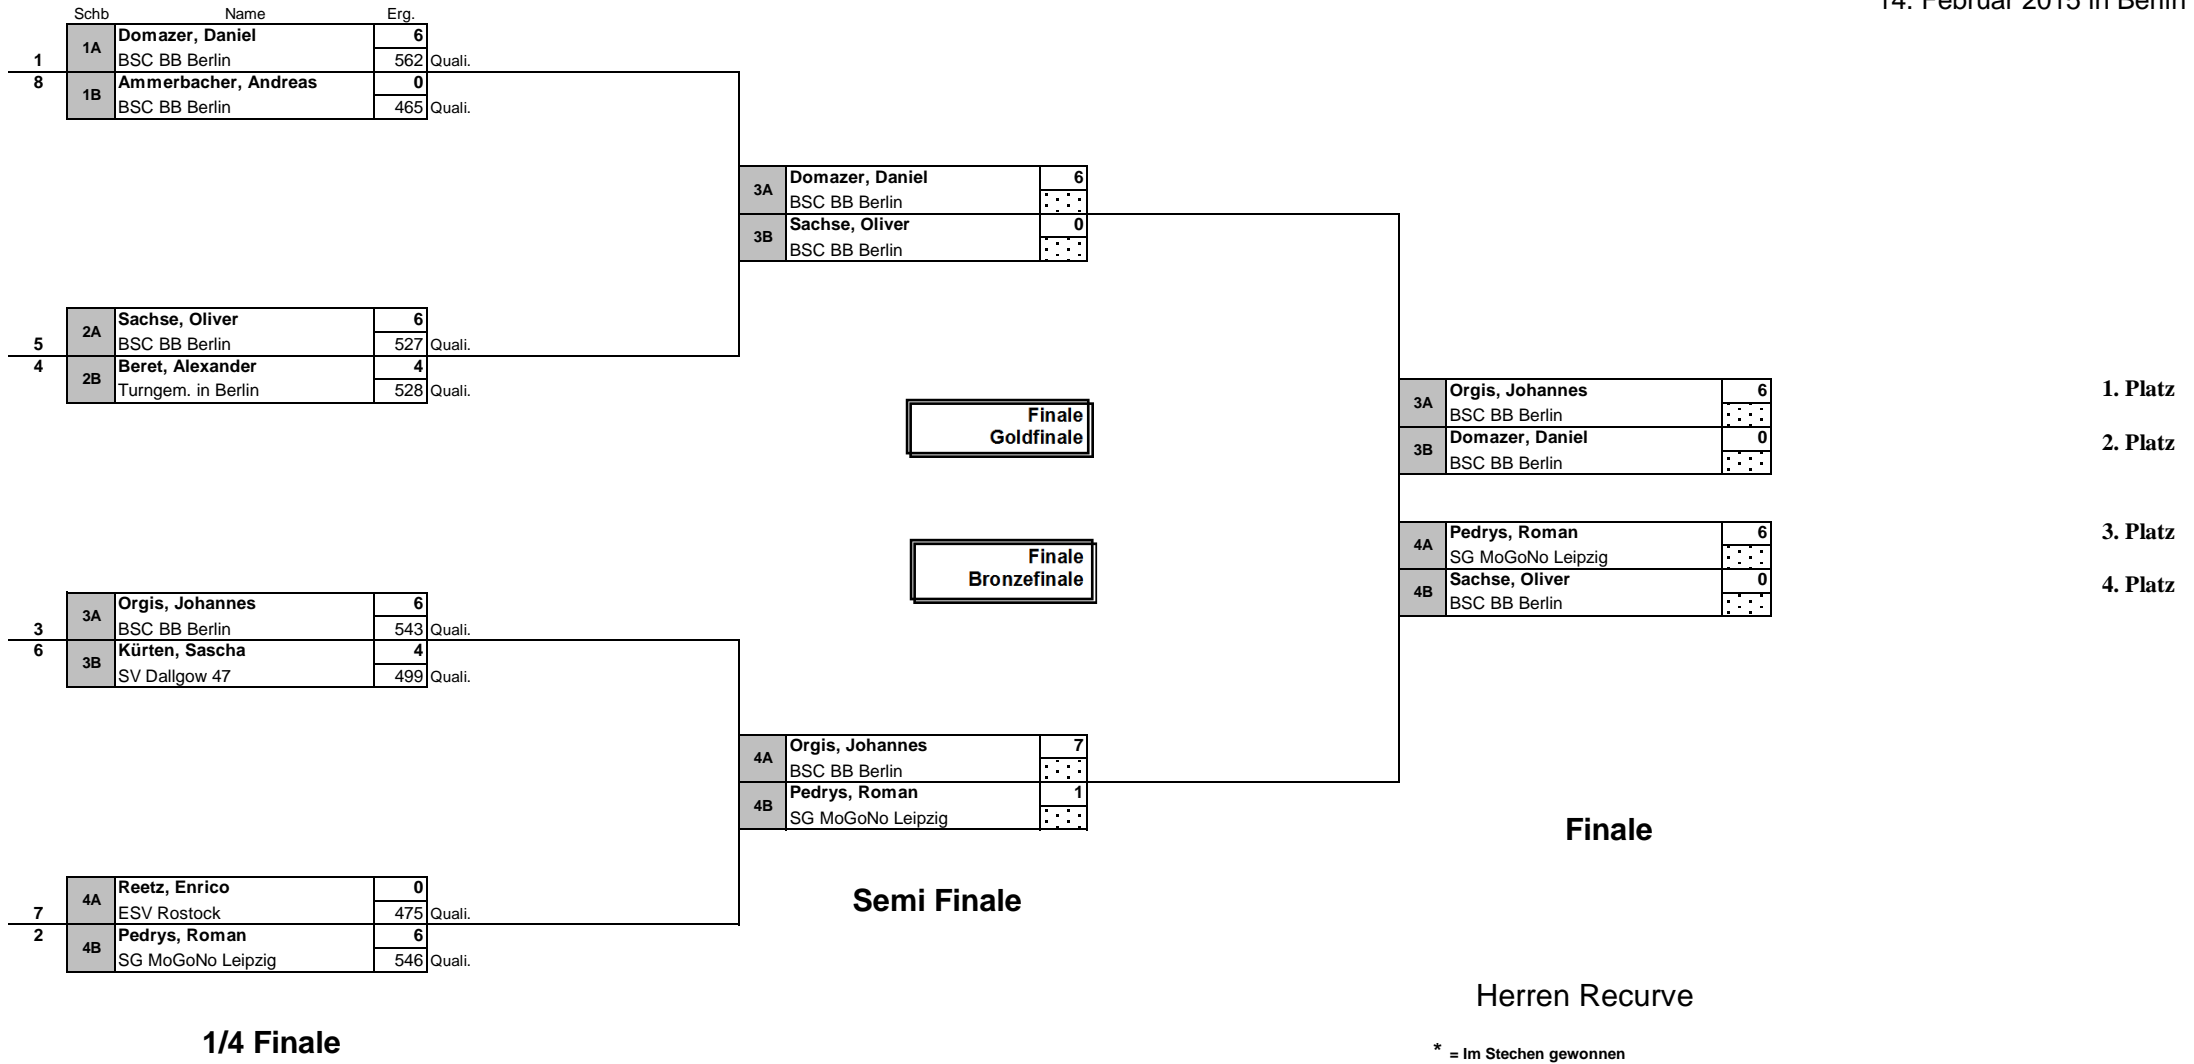 14. Februar 2015 in Berlin
Schb Name Erg.
1A Domazer, Daniel 6
1 BSC BB Berlin 562 Quali.
8 1B Ammerbacher, Andreas 0
BSC BB Berlin 465 Quali.
3A Domazer, Daniel 6
BSC BB Berlin
3B Sachse, Oliver 0
BSC BB Berlin
2A Sachse, Oliver 6
5 BSC BB Berlin 527 Quali.
4 2B Beret, Alexander 4
Turngem. in Berlin 528 Quali.
Finale
Goldfinale
3A Orgis, Johannes 6 1. Platz
BSC BB Berlin
3B Domazer, Daniel 0 2. Platz
BSC BB Berlin
Finale
Bronzefinale
4A Pedrys, Roman 6 3. Platz
SG MoGoNo Leipzig
4B Sachse, Oliver 0 4. Platz
BSC BB Berlin
3A Orgis, Johannes 6
3 BSC BB Berlin 543 Quali.
6 3B Kürten, Sascha 4
SV Dallgow 47 499 Quali.
4A Orgis, Johannes 7
BSC BB Berlin
4B Pedrys, Roman 1
SG MoGoNo Leipzig
Finale
4A Reetz, Enrico 0
7 ESV Rostock 475 Quali.
2 4B Pedrys, Roman 6
SG MoGoNo Leipzig 546 Quali.
Semi Finale
Herren Recurve
1/4 Finale
* = Im Stechen gewonnen